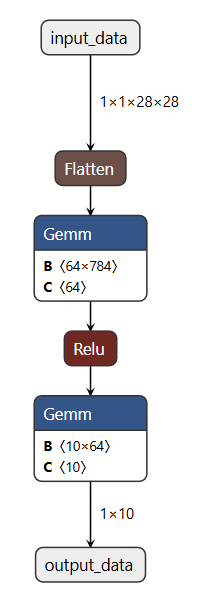 input_data
1×1×28×28
Flatten
Gemm
B ⟨64×784⟩
C ⟨64⟩
Relu
Gemm
B ⟨10×64⟩
C ⟨10⟩
1×10
output_data